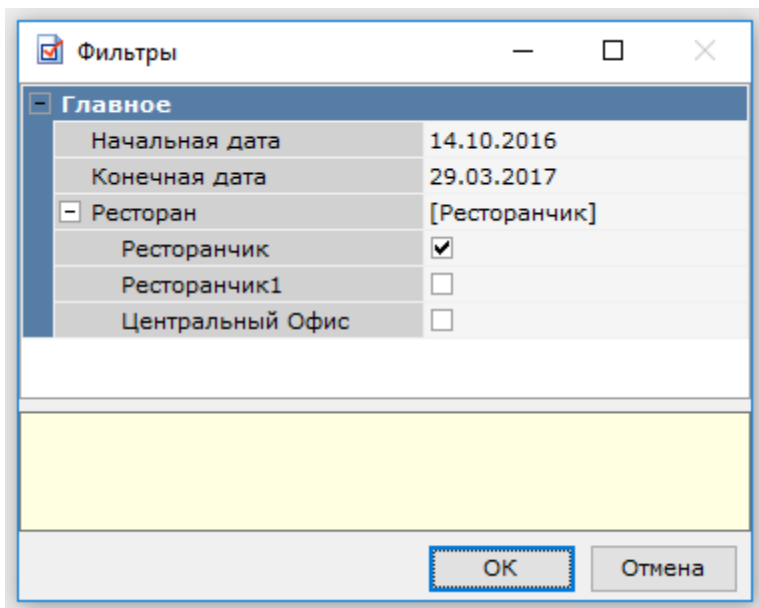 Фильтры
Главное
Начальная дата 14.10.2016
Конечная дата 29.03.2017
Ресторан [Ресторанчик]
Ресторанчик
Ресторанчик1
Центральный Офис
ОК Отмена